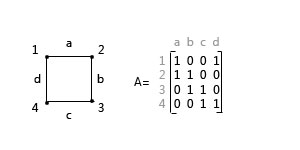 1 a 2
d b
4 c 3
A=
a b c d
1 1 0 0 1
2 1 1 0 0
3 0 1 1 0
4 0 0 1 1